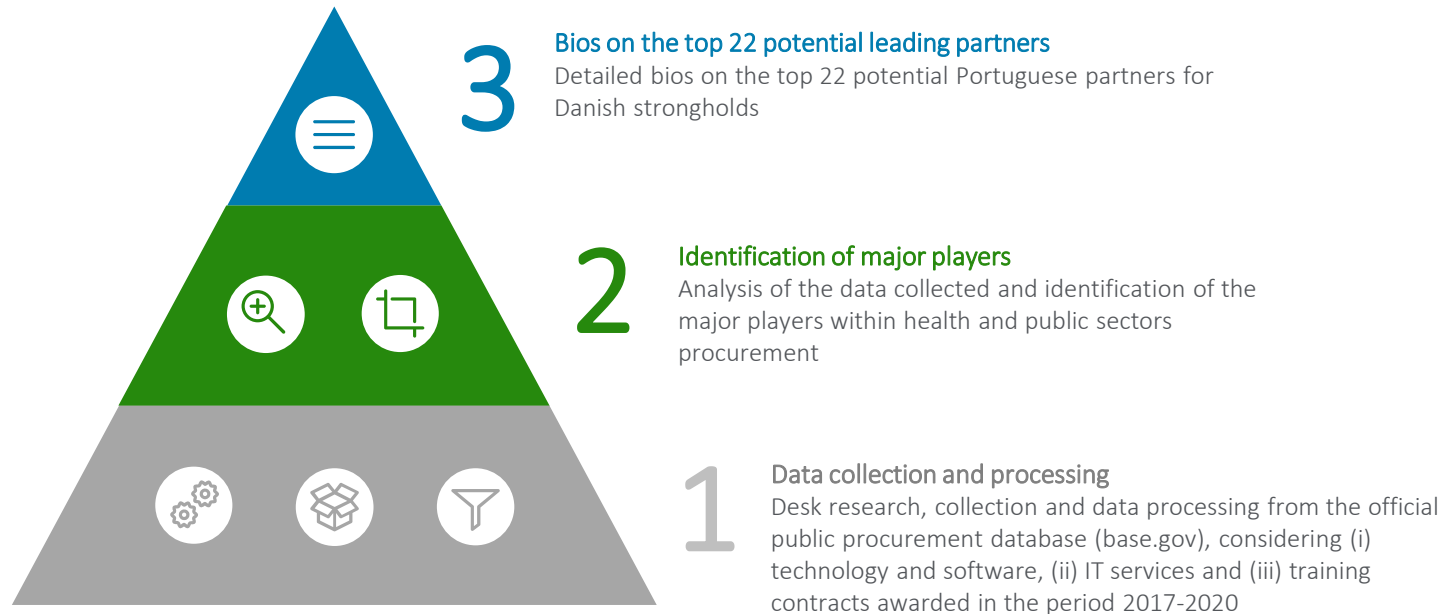 3
Bios on the top 22 potential leading partners
Detailed bios on the top 22 potential Portuguese partners for
Danish strongholds
2
Identification of major players
Analysis of the data collected and identification of the
major players within health and public sectors
procurement
1
Data collection and processing
Desk research, collection and data processing from the official
public procurement database (base.gov), considering (i)
technology and software, (ii) IT services and (iii) training
contracts awarded in the period 2017-2020